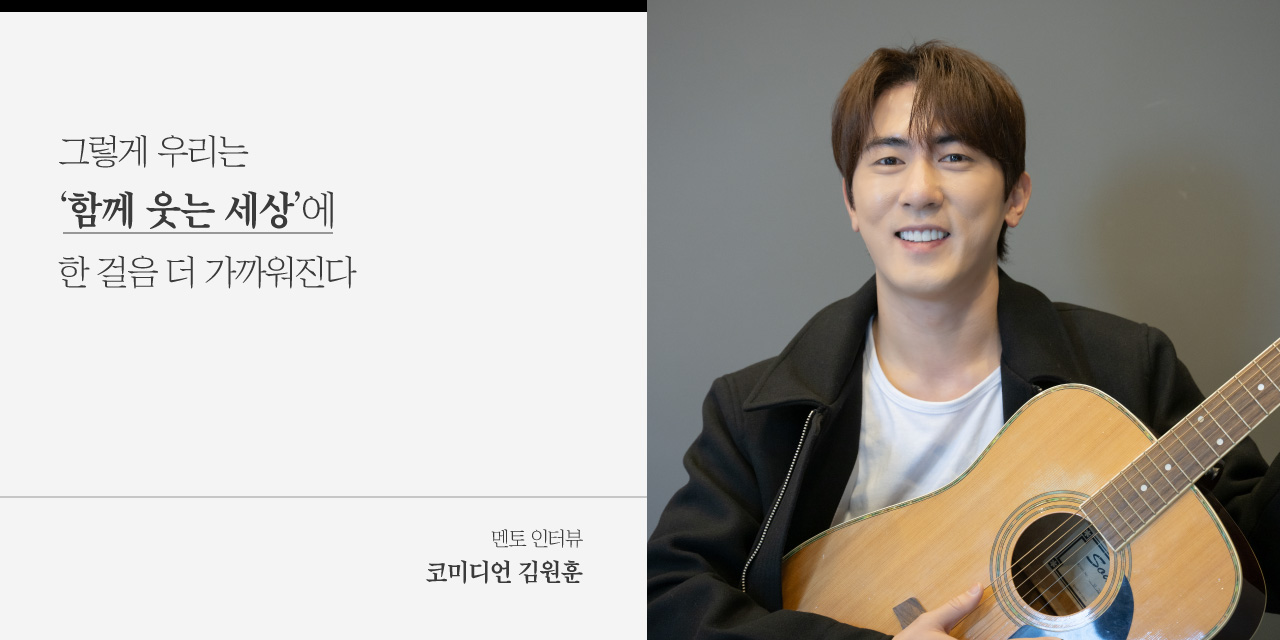 그렇게 우리는
‘함께 웃는 세상’에
한 걸음 더 가까워진다
멘토 인터뷰
코미디언 김원훈